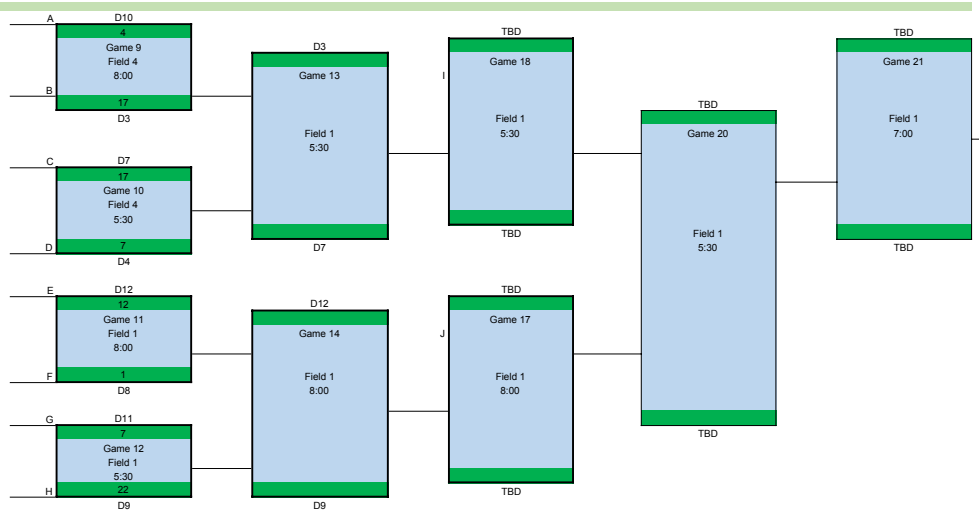 A
D10
4
Game 9
Field 4
8:00
B
17
D3
C
D7
17
Game 10
Field 4
5:30
D
7
D4
E
D12
12
Game 11
Field 1
8:00
F
1
D8
G
D11
7
Game 12
Field 1
5:30
H
22
D9
D3
Game 13
Field 1
5:30
D7
D12
Game 14
Field 1
8:00
D9
TBD
I
Game 18
Field 1
5:30
TBD
TBD
J
Game 17
Field 1
8:00
TBD
TBD
Game 20
Field 1
5:30
TBD
TBD
Game 21
Field 1
7:00
TBD